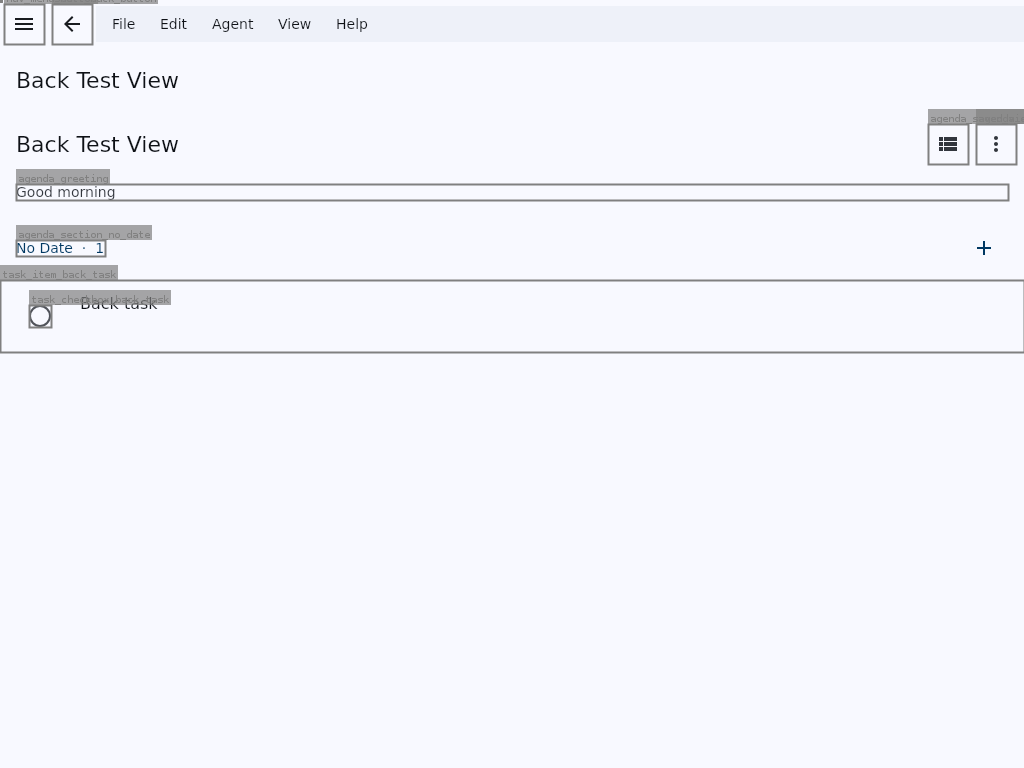 File Edit Agent View Help
Back Test View
Back Test View
agenda_greeting
Good morning
agenda_section_no_date
No Date · 1
task_item_back_task
Back task